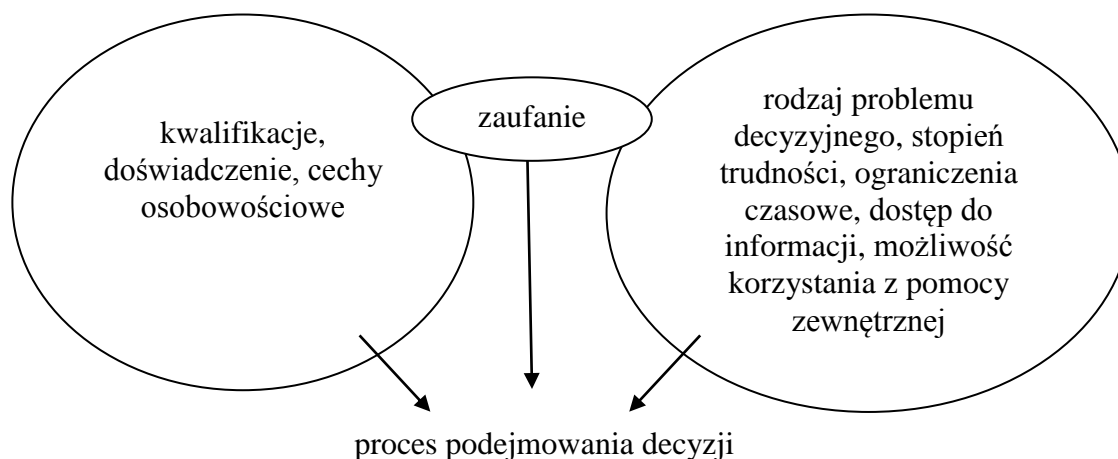 kwalifikacje,
doświadczenie, cechy
osobowościowe
zaufanie
rodzaj problemu
decyzyjnego, stopień
trudności, ograniczenia
czasowe, dostęp do
informacji, możliwość
korzystania z pomocy
zewnętrznej
proces podejmowania decyzji